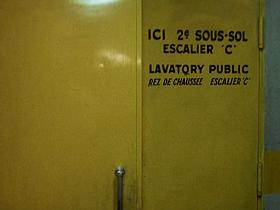 ICI 2e SOUS-SOL
ESCALIER 'C'
LAVATORY PUBLIC
REZ DE CHAUSSEE ESCALIER 'C'